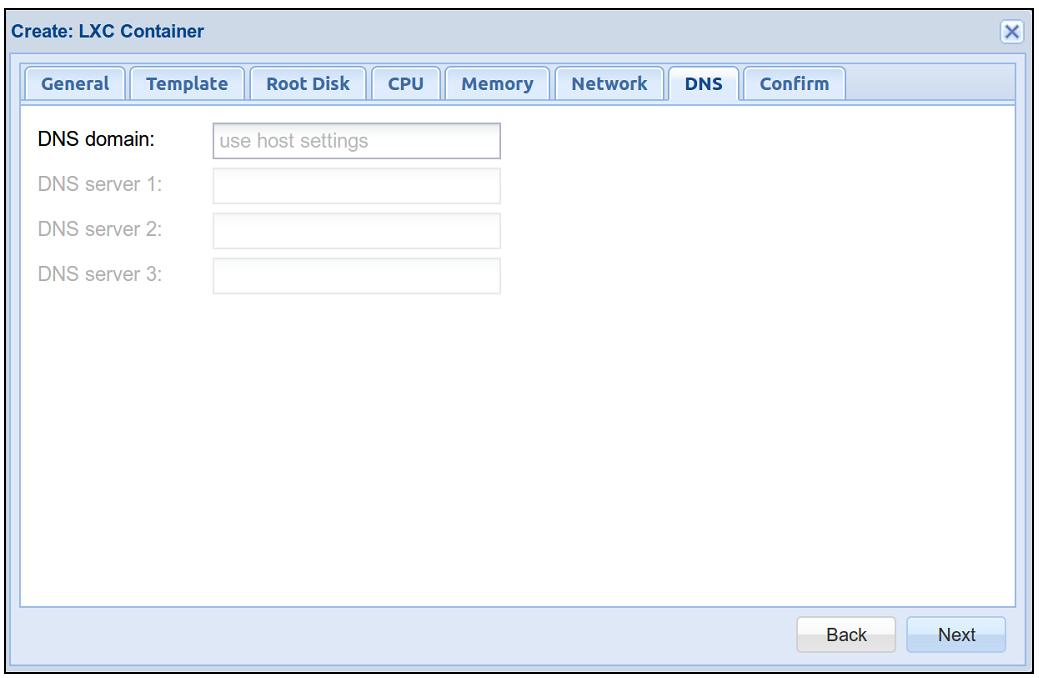 Create: LXC Container
General Template Root Disk CPU Memory Network DNS Confirm
DNS domain: use host settings
DNS server 1:
DNS server 2:
DNS server 3:
Back Next